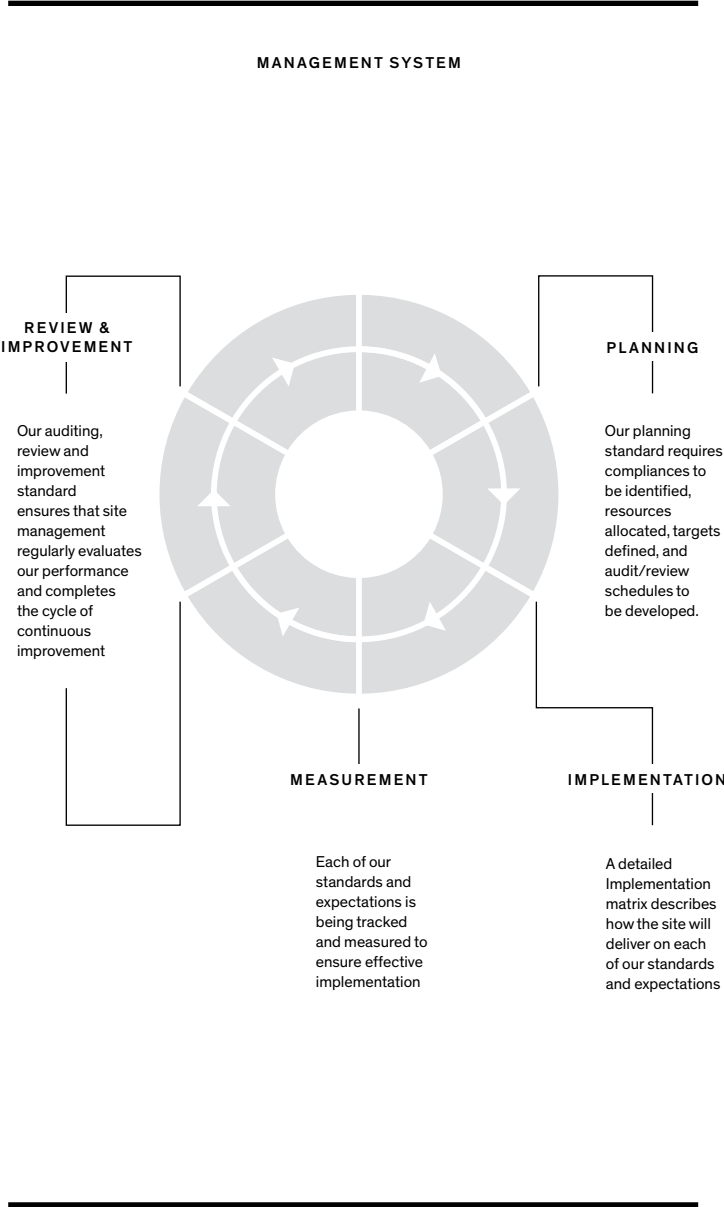 MANAGEMENT SYSTEM
REVIEW &
IMPROVEMENT
Our auditing,
review and
improvement
standard
ensures that site
management
regularly evaluates
our performance
and completes
the cycle of
continuous
improvement
PLANNING
Our planning
standard requires
compliances to
be identified,
resources
allocated, targets
defined, and
audit/review
schedules to
be developed.
MEASUREMENT
Each of our
standards and
expectations is
being tracked
and measured to
ensure effective
implementation
IMPLEMENTATION
A detailed
Implementation
matrix describes
how the site will
deliver on each
of our standards
and expectations